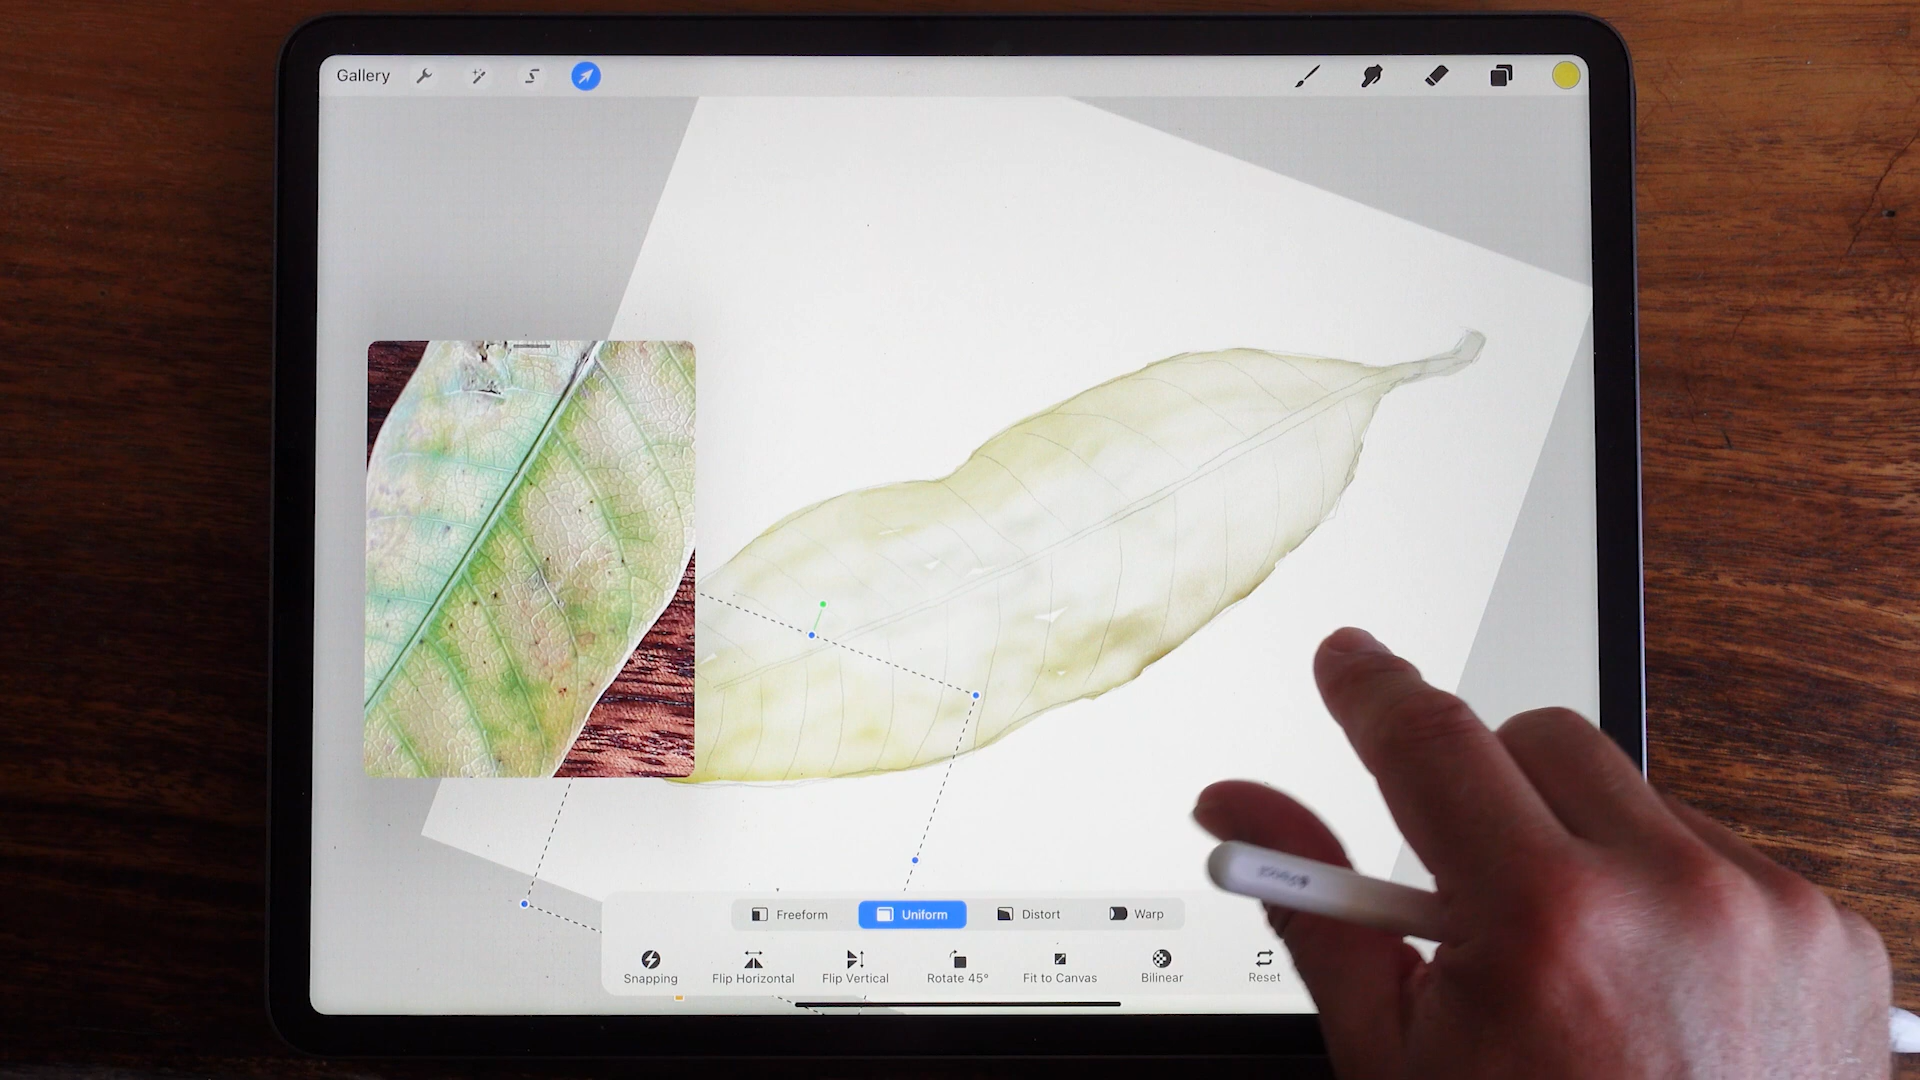 Gallery
Freeform Uniform Distort Warp
Snapping Flip Horizontal Flip Vertical Rotate 45° Fit to Canvas Bilinear Reset